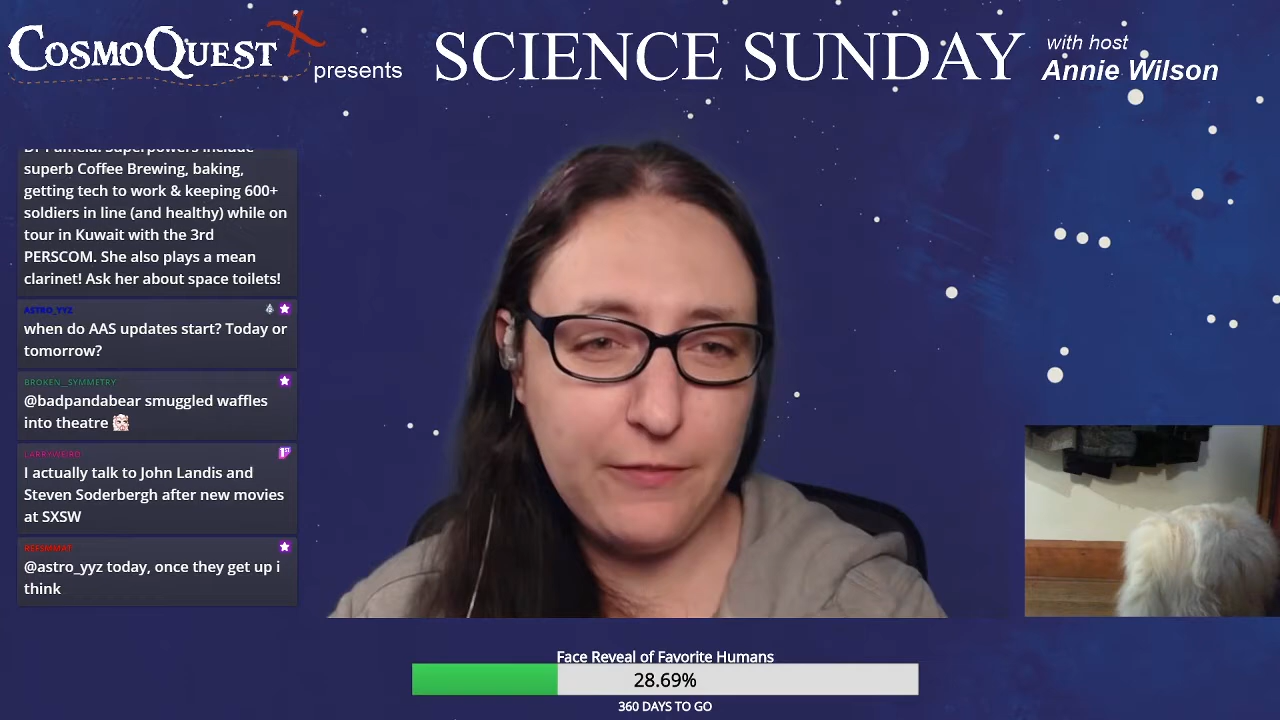 CosmoQuest X
presents
SCIENCE SUNDAY
with host
Annie Wilson
Dr Pamela. Superpowers include
superb Coffee Brewing, baking,
getting tech to work & keeping 600+
soldiers in line (and healthy) while on
tour in Kuwait with the 3rd
PERSCOM. She also plays a mean
clarinet! Ask her about space toilets!
ASTRO_YYZ
when do AAS updates start? Today or
tomorrow?
BROKEN_SYMMETRY
@badpandabear smuggled waffles
into theatre
I actually talk to John Landis and
Steven Soderbergh after new movies
at SXSW
@astro_yyz today, once they get up i
think
Face Reveal of Favorite Humans
28.69%
360 DAYS TO GO